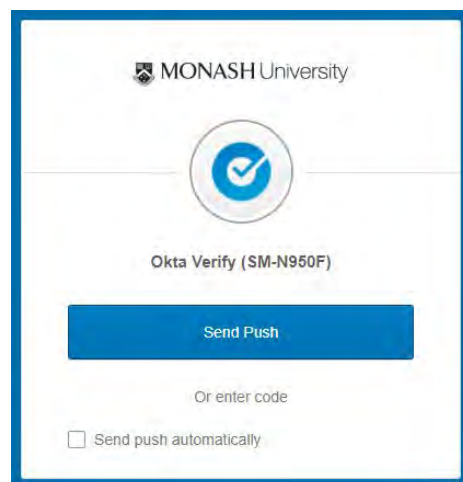 MONASH University
Okta Verify (SM-N950F)
Send Push
Or enter code
Send push automatically